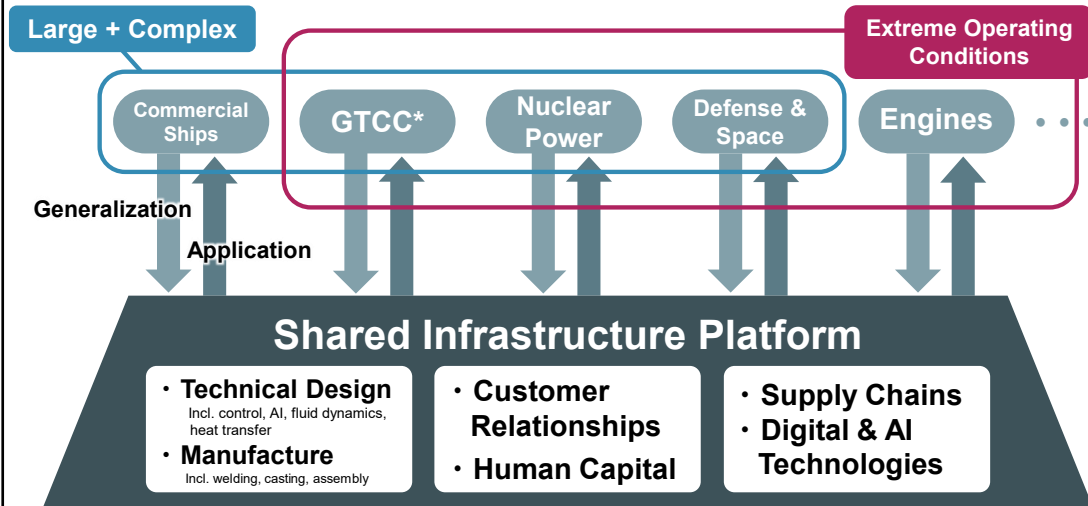 Large + Complex
Extreme Operating
Conditions
Commercial
Ships
GTCC*
Nuclear
Power
Defense &
Space
Engines
• • • •
Generalization
Application
Shared Infrastructure Platform
・Technical Design
Incl. control, AI, fluid dynamics,
heat transfer
・Manufacture
Incl. welding, casting, assembly
・Customer
Relationships
・Human Capital
・Supply Chains
・Digital & AI
Technologies